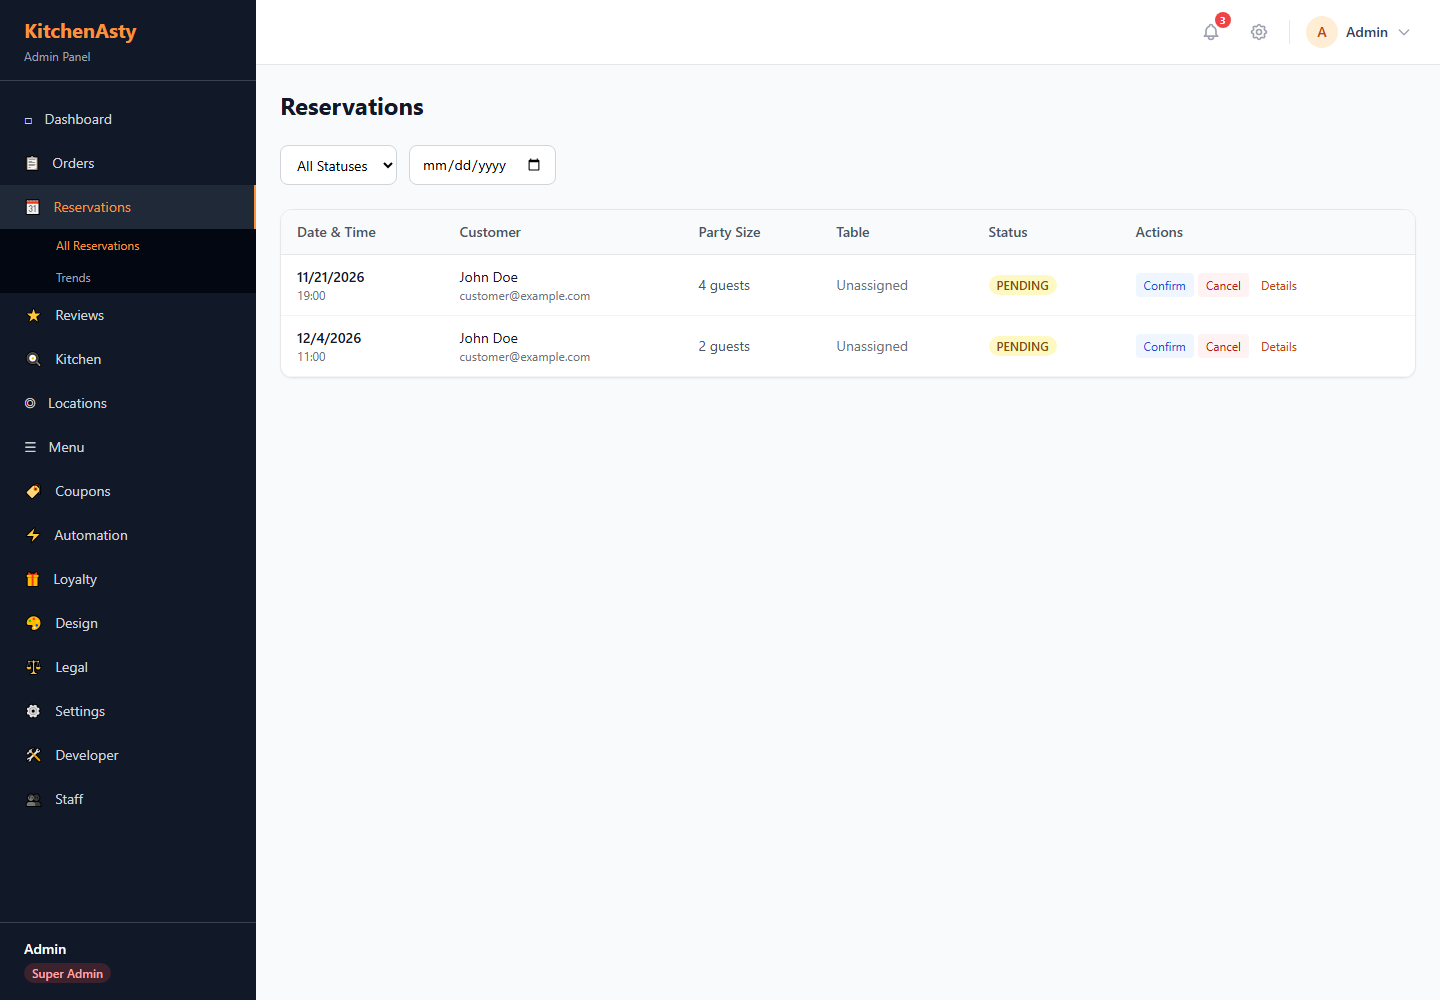 KitchenAsty
Admin Panel
Dashboard
Orders
Reservations
All Reservations
Trends
Reviews
Kitchen
Locations
Menu
Coupons
Automation
Loyalty
Design
Legal
Settings
Developer
Staff
Admin
Super Admin
3
A Admin
Reservations
All Statuses mm/dd/yyyy
Date & Time Customer Party Size Table Status Actions
11/21/2026 John Doe 4 guests Unassigned PENDING Confirm Cancel Details
19:00 customer@example.com
12/4/2026 John Doe 2 guests Unassigned PENDING Confirm Cancel Details
11:00 customer@example.com